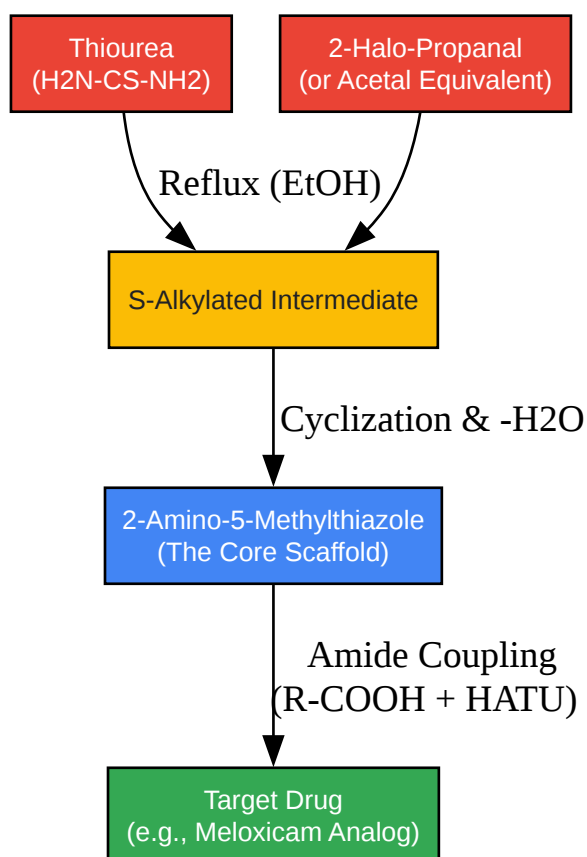 Thiourea
(H2N-CS-NH2)
2-Halo-Propanal
(or Acetal Equivalent)
Reflux (EtOH)
S-Alkylated Intermediate
Cyclization & -H2O
2-Amino-5-Methylthiazole
(The Core Scaffold)
Amide Coupling
(R-COOH + HATU)
Target Drug
(e.g., Meloxicam Analog)